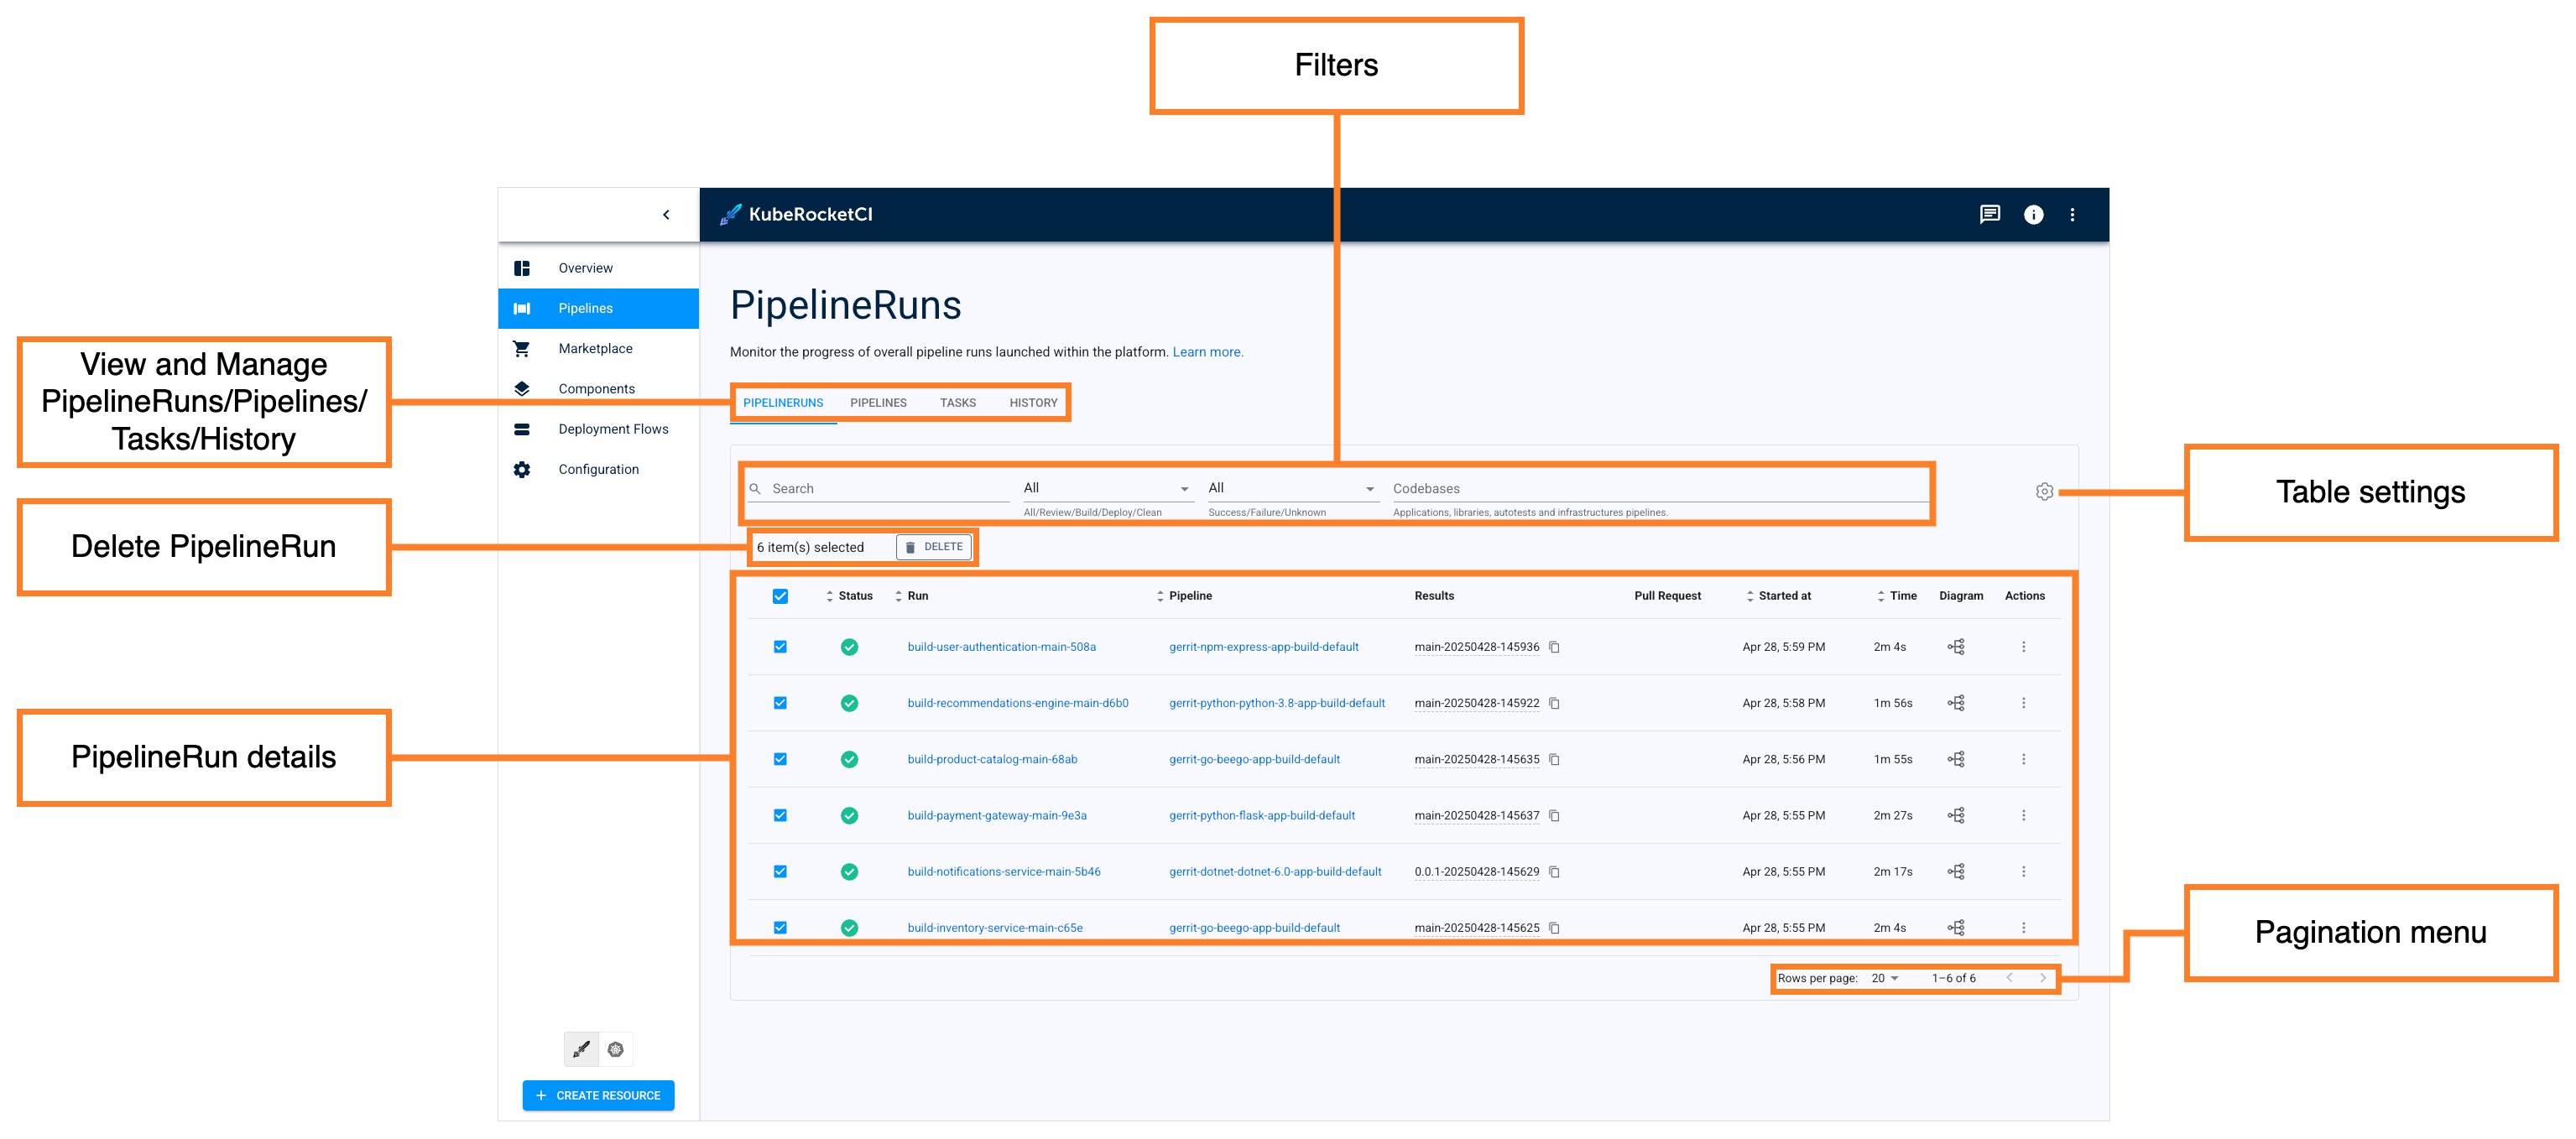 Filters
KubeRocketCI
Overview
Pipelines
Marketplace
Components
Deployment Flows
Configuration
View and Manage
PipelineRuns/Pipelines/
Tasks/History
Delete PipelineRun
PipelineRun details
PipelineRuns
Monitor the progress of overall pipeline runs launched within the platform. Learn more.
PIPELINERUNS PIPELINES TASKS HISTORY
Search All All Codebases
All/Review/Build/Deploy/Clean Success/Failure/Unknown Applications, libraries, autotests and infrastructures pipelines.
Table settings
6 item(s) selected DELETE
Status Run Pipeline Results Pull Request Started at Time Diagram Actions
build-user-authentication-main-508a gerrit-npm-express-app-build-default main-20250428-145936 Apr 28, 5:59 PM 2m 4s
build-recommendations-engine-main-d6b0 gerrit-python-python-3.8-app-build-default main-20250428-145922 Apr 28, 5:58 PM 1m 56s
build-product-catalog-main-68ab gerrit-go-beego-app-build-default main-20250428-145635 Apr 28, 5:56 PM 1m 55s
build-payment-gateway-main-9e3a gerrit-python-flask-app-build-default main-20250428-145637 Apr 28, 5:55 PM 2m 27s
build-notifications-service-main-5b46 gerrit-dotnet-dotnet-6.0-app-build-default 0.0.1-20250428-145629 Apr 28, 5:55 PM 2m 17s
build-inventory-service-main-c65e gerrit-go-beego-app-build-default main-20250428-145625 Apr 28, 5:55 PM 2m 4s
Pagination menu
Rows per page: 20 1–6 of 6
+ CREATE RESOURCE